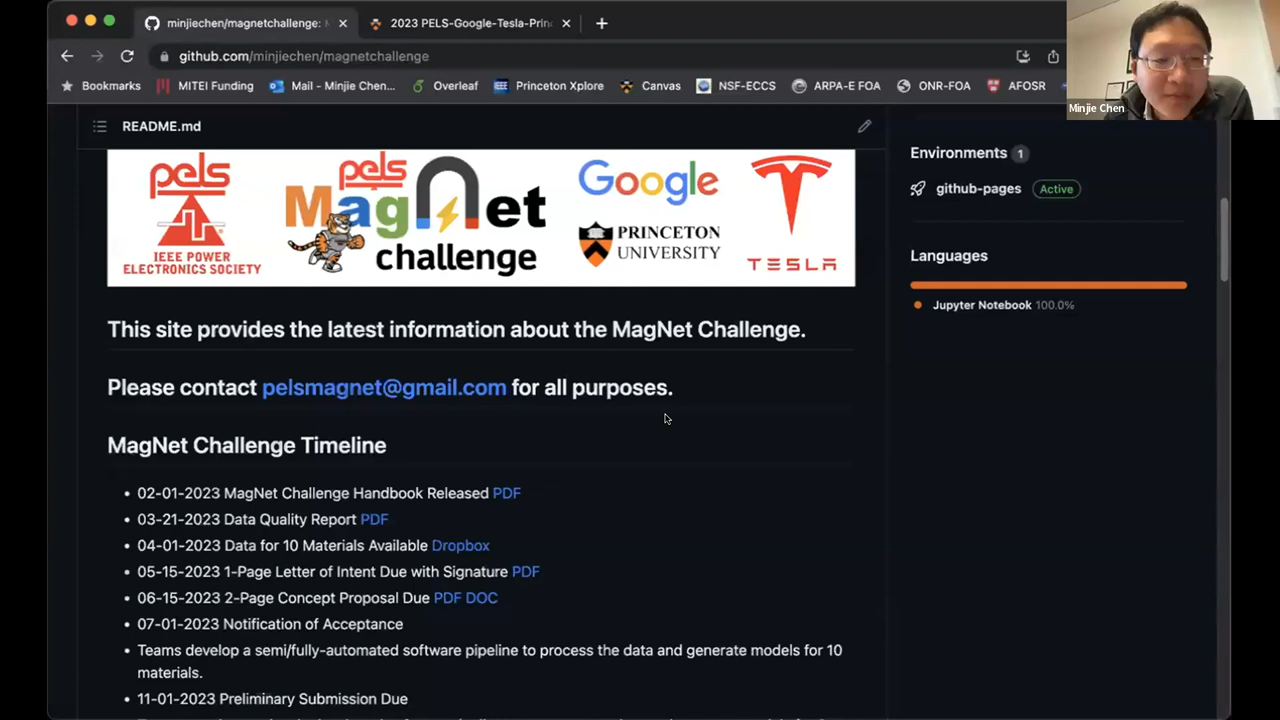 minjiechen/magnetchallenge:
2023 PELS-Google-Tesla-Prin
github.com/minjiechen/magnetchallenge
Bookmarks
MITEI Funding
Mail - Minjie Chen...
Overleaf
Princeton Xplore
Canvas
NSF-ECCS
ARPA-E FOA
ONR-FOA
AFOSR
Minjie Chen
README.md
pels
IEEE POWER
ELECTRONICS SOCIETY
pels
MagNet
challenge
Google
PRINCETON
UNIVERSITY
TESLA
This site provides the latest information about the MagNet Challenge.
Please contact pelsmagnet@gmail.com for all purposes.
MagNet Challenge Timeline
• 02-01-2023 MagNet Challenge Handbook Released PDF
• 03-21-2023 Data Quality Report PDF
• 04-01-2023 Data for 10 Materials Available Dropbox
• 05-15-2023 1-Page Letter of Intent Due with Signature PDF
• 06-15-2023 2-Page Concept Proposal Due PDF DOC
• 07-01-2023 Notification of Acceptance
• Teams develop a semi/fully-automated software pipeline to process the data and generate models for 10
materials.
• 11-01-2023 Preliminary Submission Due
Environments 1
github-pages Active
Languages
Jupyter Notebook 100.0%